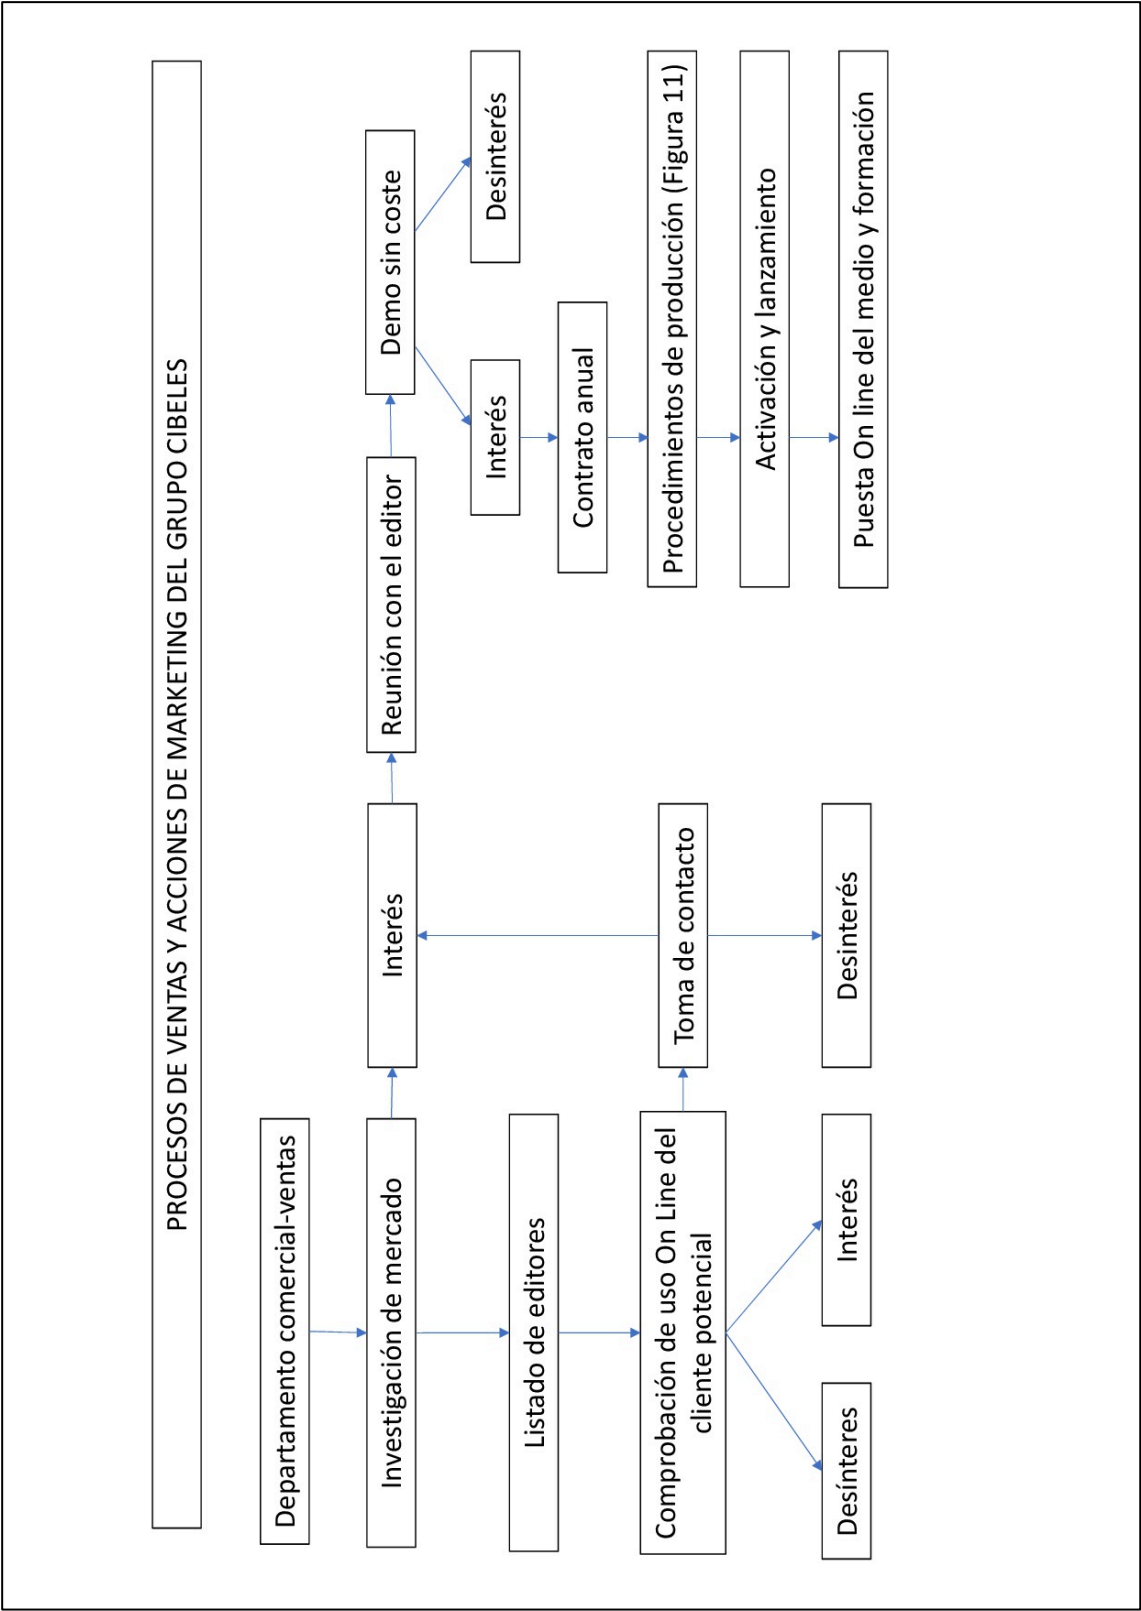 PROCESOS DE VENTAS Y ACCIONES DE MARKETING DEL GRUPO CIBELES
Departamento comercial-ventas
Investigación de mercado
Interés
Reunión con el editor
Demo sin coste
Listado de editores
Interés
Desinterés
Contrato anual
Comprobación de uso On Line del
cliente potencial
Toma de contacto
Procedimientos de producción (Figura 11)
Activación y lanzamiento
Desínteres
Interés
Desinterés
Puesta On line del medio y formación